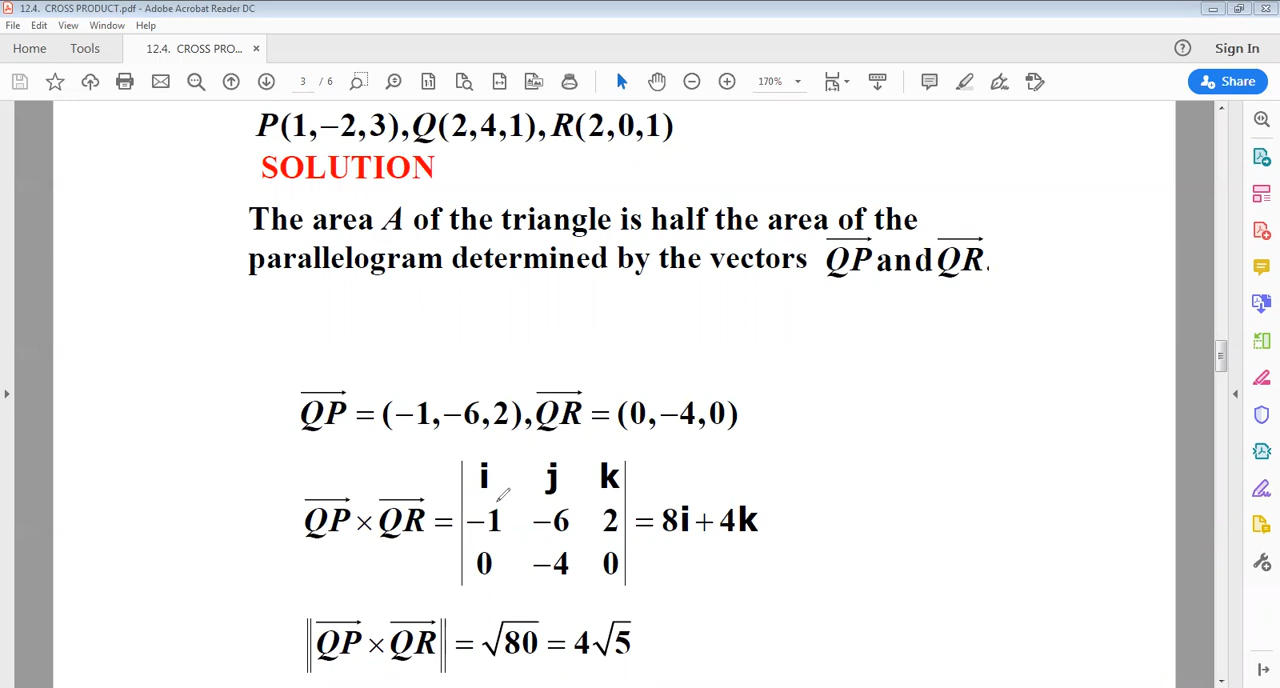 12.4. CROSS PRODUCT.pdf - Adobe Acrobat Reader DC
File Edit View Window Help
Home Tools 12.4. CROSS PRO... × Sign In
3 / 6 170% Share
P(1,−2,3),Q(2,4,1),R(2,0,1)
SOLUTION
The area A of the triangle is half the area of the
parallelogram determined by the vectors QP and QR.
QP = (−1,−6,2), QR = (0,−4,0)
i j k
QP × QR = −1 −6 2 = 8i + 4k
0 −4 0
‖QP × QR‖ = √80 = 4√5